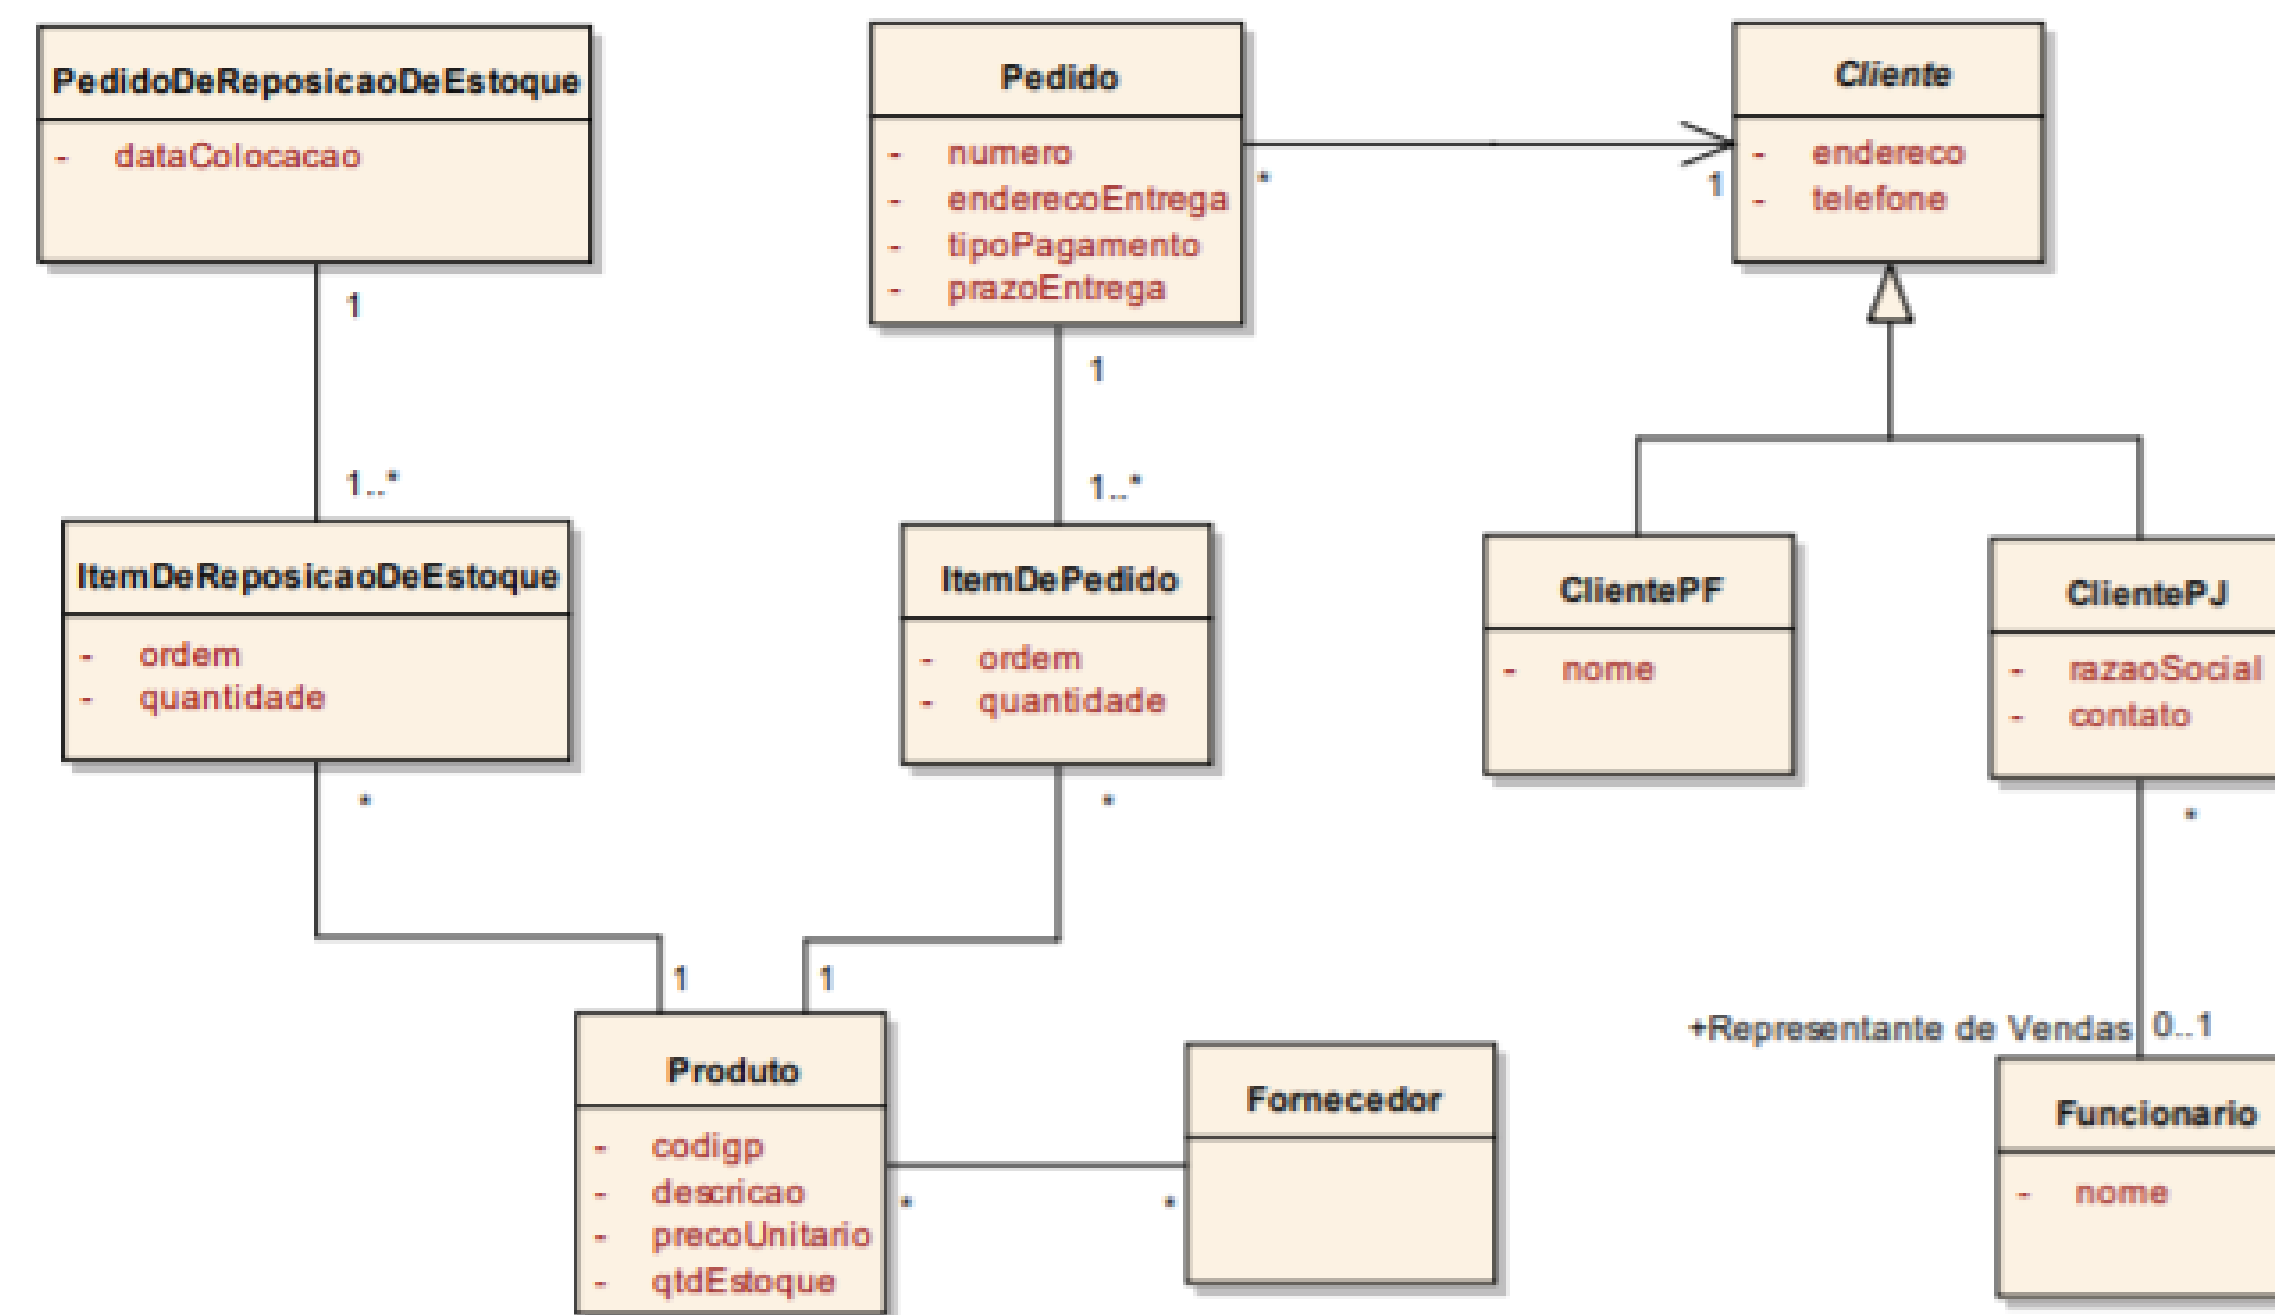 PedidoDeReposicaoDeEstoque
- dataColocacao
1
1..*
ItemDeReposicaoDeEstoque
- ordem
- quantidade
*
1
Pedido
- numero
- enderecoEntrega
- tipoPagamento
- prazoEntrega
*
1
1
1..*
ItemDePedido
- ordem
- quantidade
*
1
Cliente
- endereco
- telefone
ClientePF
- nome
ClientePJ
- razaoSocial
- contato
*
+Representante de Vendas 0..1
Funcionario
- nome
Produto
- codigp
- descricao
- precoUnitario
- qtdEstoque
*
*
Fornecedor